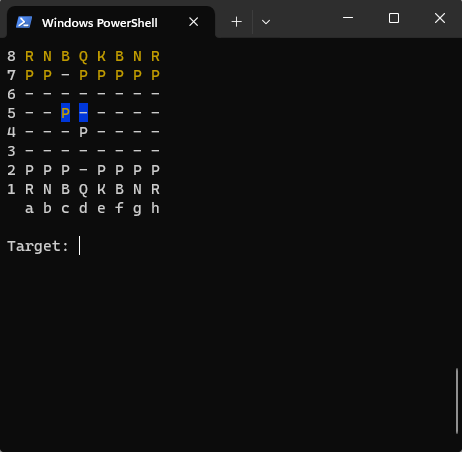 Windows PowerShell
8 R N B Q K B N R
7 P P - P P P P P
6 - - - - - - - -
5 - - P - - - - -
4 - - - P - - - -
3 - - - - - - - -
2 P P P - P P P P
1 R N B Q K B N R
a b c d e f g h
Target: